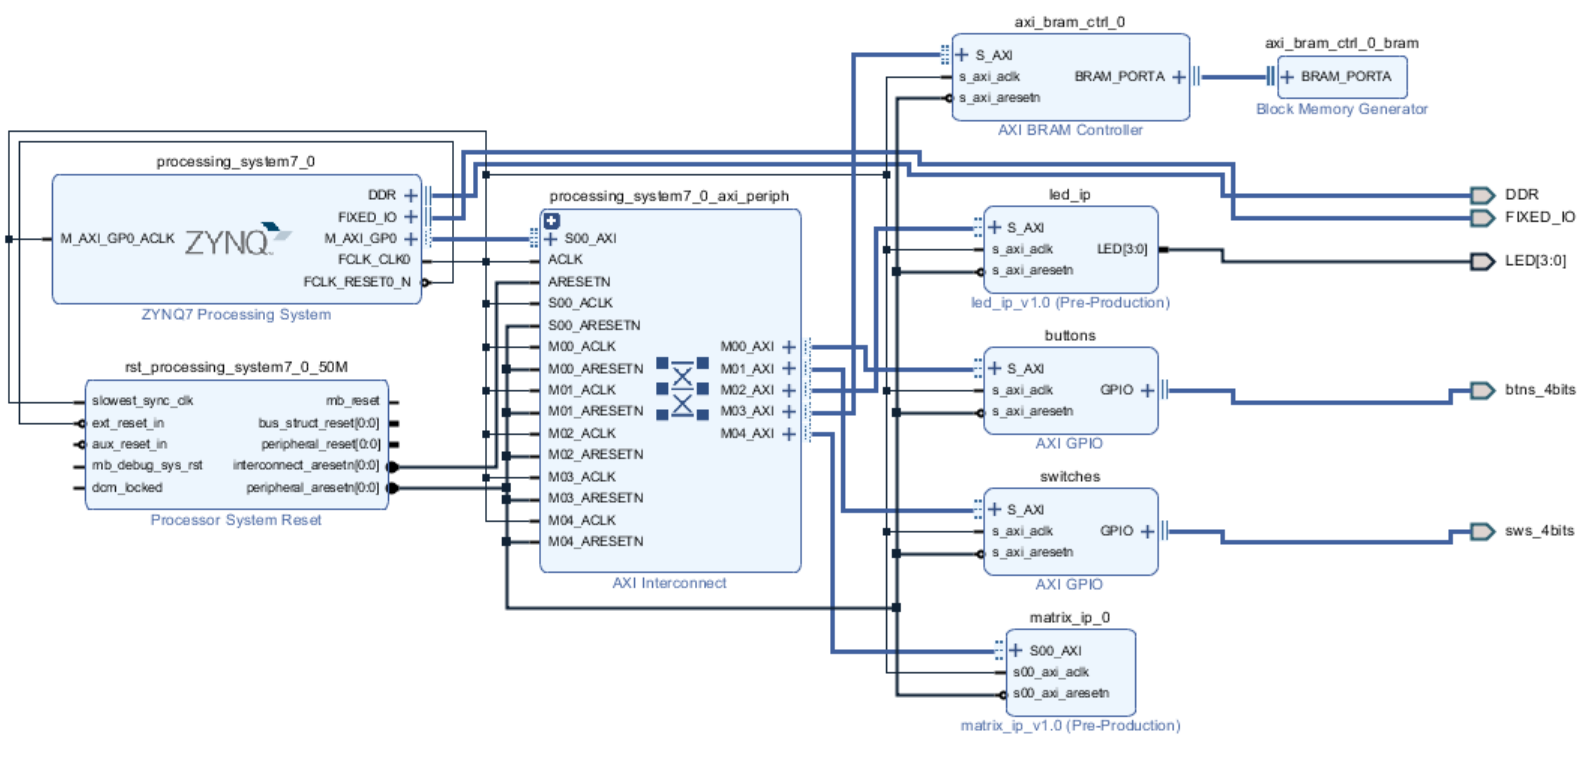 axi_bram_ctrl_0
S_AXI
s_axi_aclk
s_axi_aresetn
BRAM_PORTA
AXI BRAM Controller
axi_bram_ctrl_0_bram
BRAM_PORTA
Block Memory Generator
processing_system7_0
M_AXI_GP0_ACLK
ZYNQ
DDR
FIXED_IO
M_AXI_GP0
FCLK_CLK0
FCLK_RESET0_N
ZYNQ7 Processing System
rst_processing_system7_0_50M
slowest_sync_clk
ext_reset_in
aux_reset_in
mb_debug_sys_rst
dcm_locked
mb_reset
bus_struct_reset[0:0]
peripheral_reset[0:0]
interconnect_aresetn[0:0]
peripheral_aresetn[0:0]
Processor System Reset
processing_system7_0_axi_periph
S00_AXI
ACLK
ARESETN
S00_ACLK
S00_ARESETN
M00_ACLK
M00_ARESETN
M01_ACLK
M01_ARESETN
M02_ACLK
M02_ARESETN
M03_ACLK
M03_ARESETN
M04_ACLK
M04_ARESETN
M00_AXI
M01_AXI
M02_AXI
M03_AXI
M04_AXI
AXI Interconnect
led_ip
S_AXI
s_axi_aclk
s_axi_aresetn
LED[3:0]
led_ip_v1.0 (Pre-Production)
buttons
S_AXI
s_axi_aclk
s_axi_aresetn
GPIO
AXI GPIO
switches
S_AXI
s_axi_aclk
s_axi_aresetn
GPIO
AXI GPIO
matrix_ip_0
S00_AXI
s00_axi_aclk
s00_axi_aresetn
matrix_ip_v1.0 (Pre-Production)
DDR
FIXED_IO
LED[3:0]
btns_4bits
sws_4bits